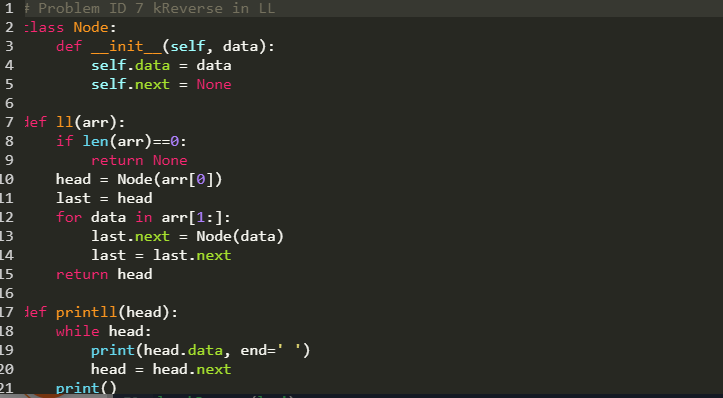 1 # Problem ID 7 kReverse in LL
2 class Node:
3     def __init__(self, data):
4         self.data = data
5         self.next = None
6
7 def ll(arr):
8     if len(arr)==0:
9         return None
10     head = Node(arr[0])
11     last = head
12     for data in arr[1:]:
13         last.next = Node(data)
14         last = last.next
15     return head
16
17 def printll(head):
18     while head:
19         print(head.data, end=' ')
20         head = head.next
21     print()